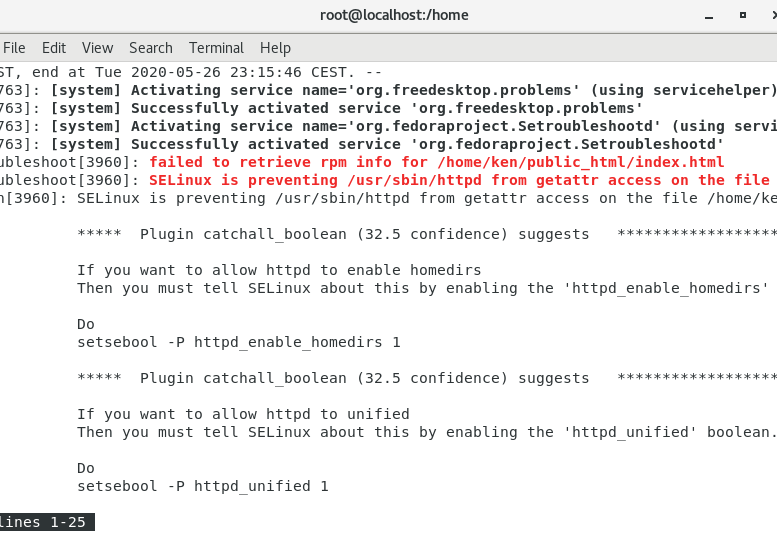 root@localhost:/home
File Edit View Search Terminal Help
ST, end at Tue 2020-05-26 23:15:46 CEST. --
763]: [system] Activating service name='org.freedesktop.problems' (using servicehelper)
763]: [system] Successfully activated service 'org.freedesktop.problems'
763]: [system] Activating service name='org.fedoraproject.Setroubleshootd' (using servi
763]: [system] Successfully activated service 'org.fedoraproject.Setroubleshootd'
ubleshoot[3960]: failed to retrieve rpm info for /home/ken/public_html/index.html
ubleshoot[3960]: SELinux is preventing /usr/sbin/httpd from getattr access on the file
n[3960]: SELinux is preventing /usr/sbin/httpd from getattr access on the file /home/ke
***** Plugin catchall_boolean (32.5 confidence) suggests ******************
If you want to allow httpd to enable homedirs
Then you must tell SELinux about this by enabling the 'httpd_enable_homedirs'
Do
setsebool -P httpd_enable_homedirs 1
***** Plugin catchall_boolean (32.5 confidence) suggests ******************
If you want to allow httpd to unified
Then you must tell SELinux about this by enabling the 'httpd_unified' boolean.
Do
setsebool -P httpd_unified 1
lines 1-25